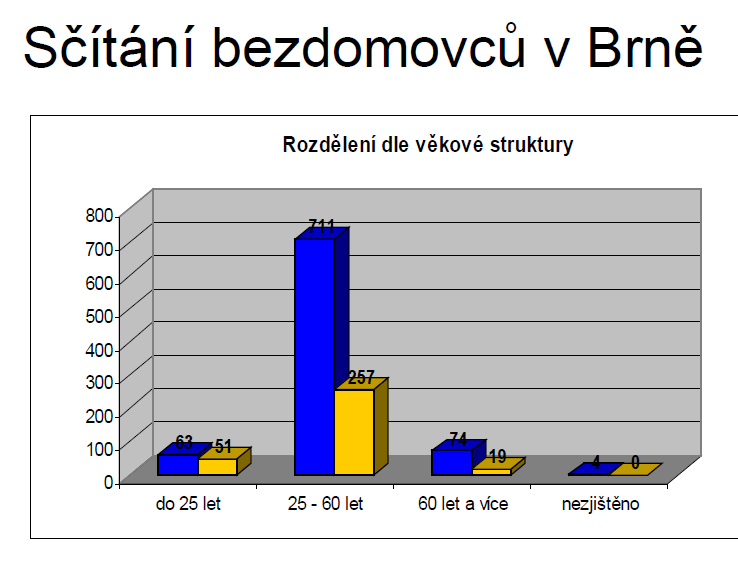 Sčítání bezdomovců v Brně
Rozdělení dle věkové struktury
800
700
600
500
400
300
200
100
0
63
51
711
257
74
19
4
0
do 25 let
25 - 60 let
60 let a více
nezjištěno